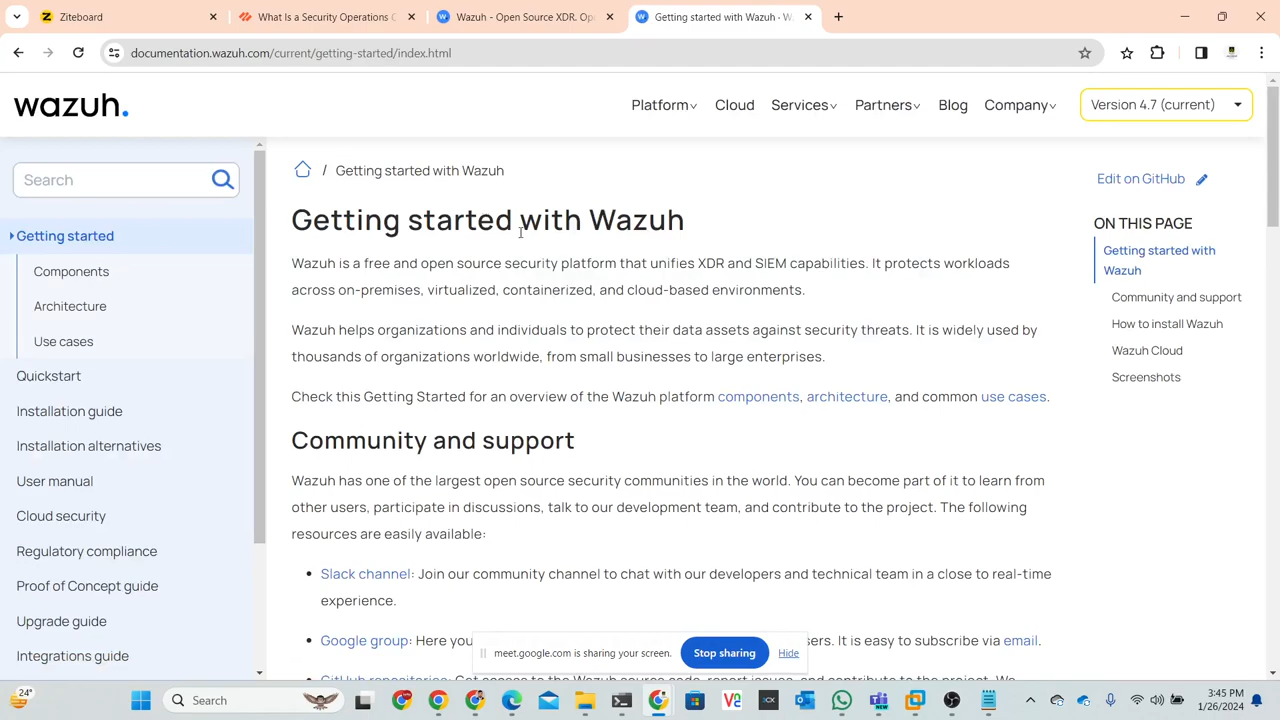 Ziteboard
What Is a Security Operations C
Wazuh - Open Source XDR. Op
Getting started with Wazuh · W
documentation.wazuh.com/current/getting-started/index.html
wazuh.
Platform
Cloud
Services
Partners
Blog
Company
Version 4.7 (current)
Search
Getting started
Components
Architecture
Use cases
Quickstart
Installation guide
Installation alternatives
User manual
Cloud security
Regulatory compliance
Proof of Concept guide
Upgrade guide
Integrations guide
/ Getting started with Wazuh
Getting started with Wazuh
Wazuh is a free and open source security platform that unifies XDR and SIEM capabilities. It protects workloads
across on-premises, virtualized, containerized, and cloud-based environments.
Wazuh helps organizations and individuals to protect their data assets against security threats. It is widely used by
thousands of organizations worldwide, from small businesses to large enterprises.
Check this Getting Started for an overview of the Wazuh platform components, architecture, and common use cases.
Community and support
Wazuh has one of the largest open source security communities in the world. You can become part of it to learn from
other users, participate in discussions, talk to our development team, and contribute to the project. The following
resources are easily available:
• Slack channel: Join our community channel to chat with our developers and technical team in a close to real-time
experience.
• Google group: Here you
ers. It is easy to subscribe via email.
Edit on GitHub
ON THIS PAGE
Getting started with
Wazuh
Community and support
How to install Wazuh
Wazuh Cloud
Screenshots
meet.google.com is sharing your screen.
Stop sharing
Hide
24°
Search
3:45 PM
1/26/2024